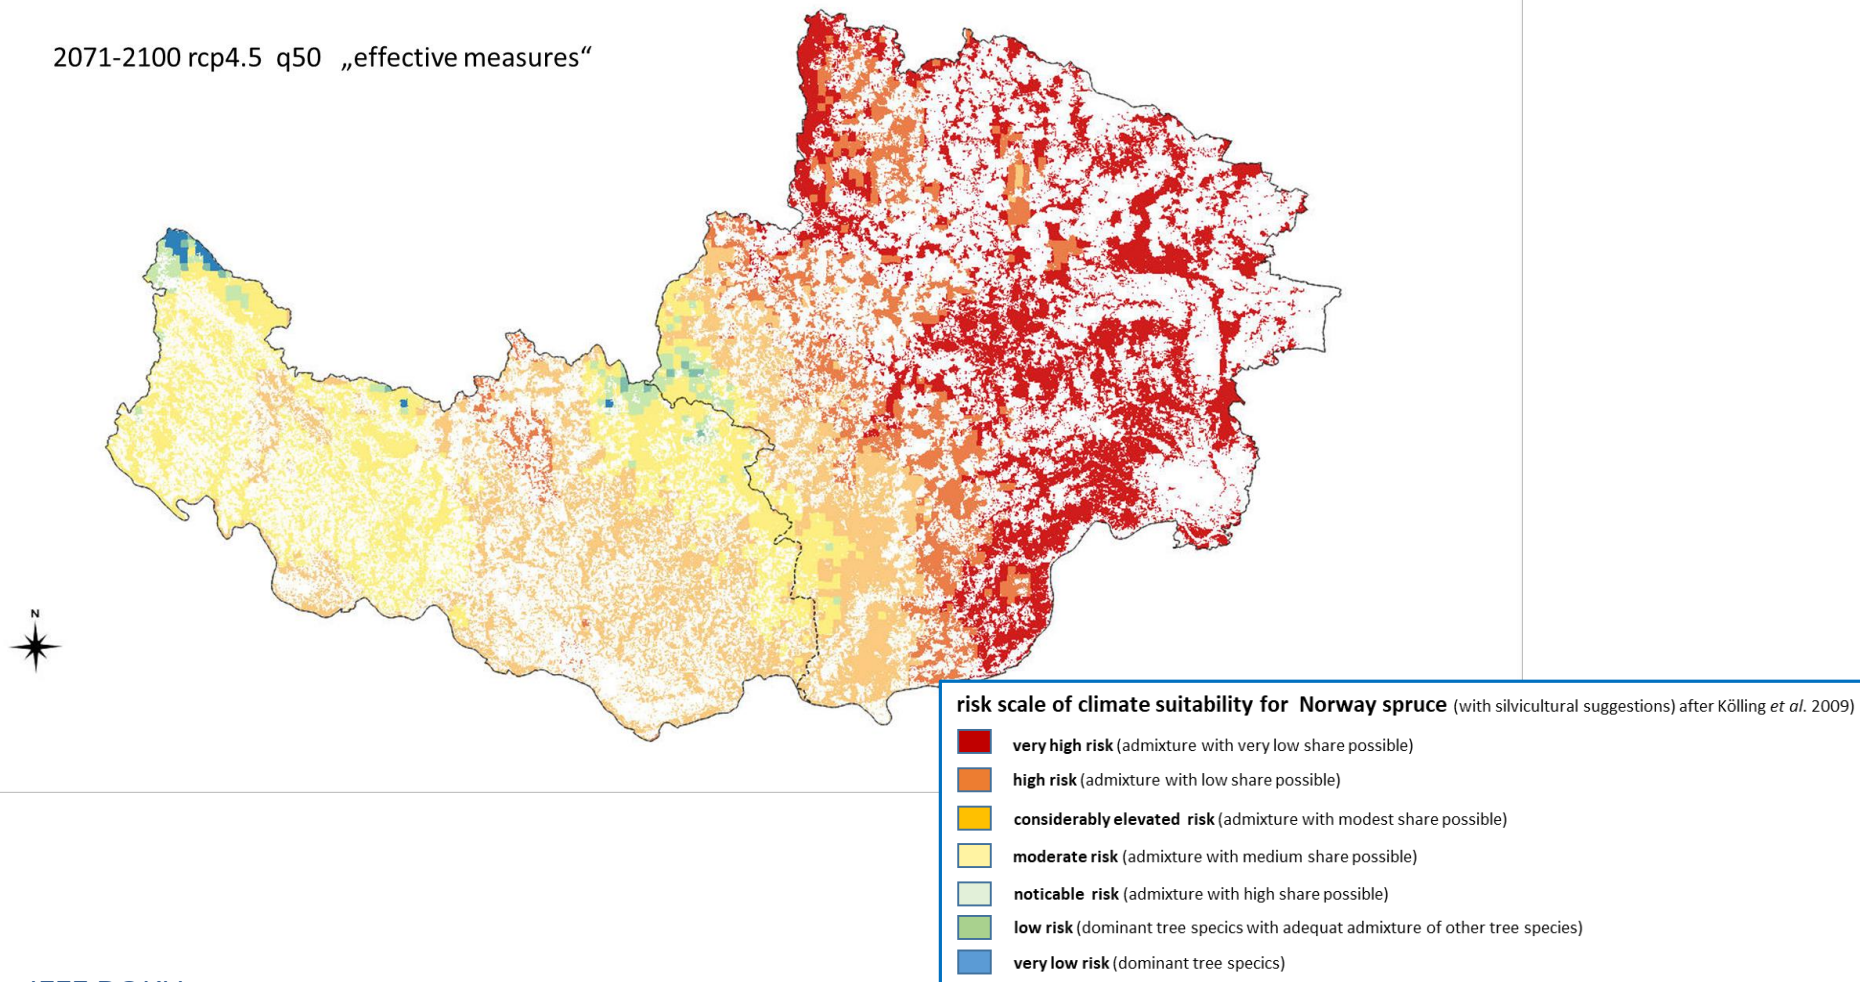 2071-2100 rcp4.5 q50 „effective measures“
N
risk scale of climate suitability for Norway spruce (with silvicultural suggestions) after Kölling et al. 2009)
very high risk (admixture with very low share possible)
high risk (admixture with low share possible)
considerably elevated risk (admixture with modest share possible)
moderate risk (admixture with medium share possible)
noticable risk (admixture with high share possible)
low risk (dominant tree specics with adequat admixture of other tree species)
very low risk (dominant tree specics)